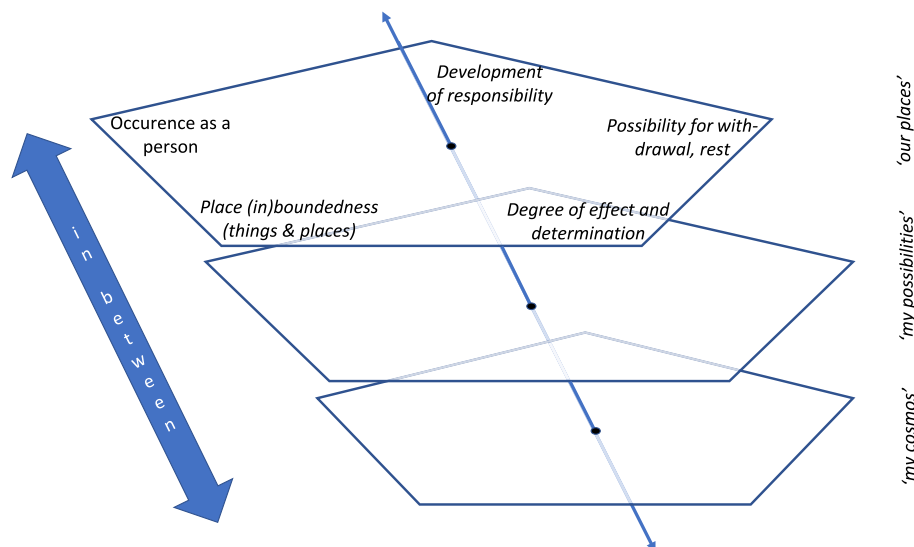 Development
of responsibility
Occurence as a
person
Possibility for with-
drawal, rest
Place (in)boundedness
(things & places)
Degree of effect and
determination
in between
‘our places’
‘my possibilities’
‘my cosmos’